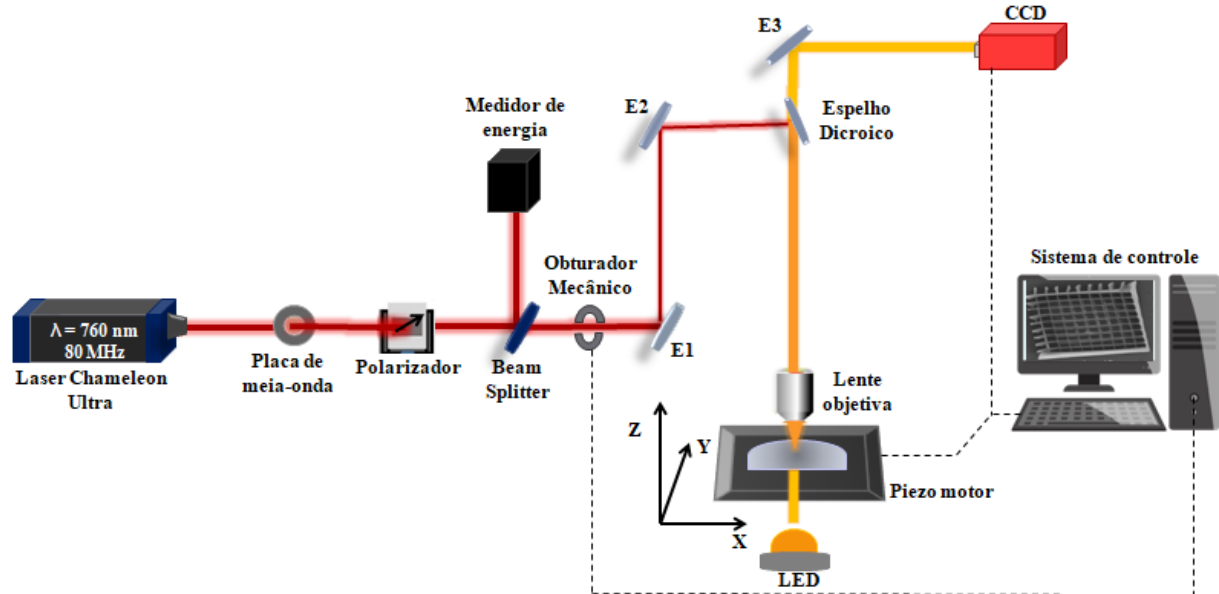 CCD
E3
E2
Espelho
Dicroico
Medidor de
energia
Obturador
Mecânico
Sistema de controle
λ = 760 nm
80 MHz
Laser Chameleon
Ultra
Placa de
meia-onda
Polarizador
Beam
Splitter
E1
Lente
objetiva
Z
Y
X
Piezo motor
LED